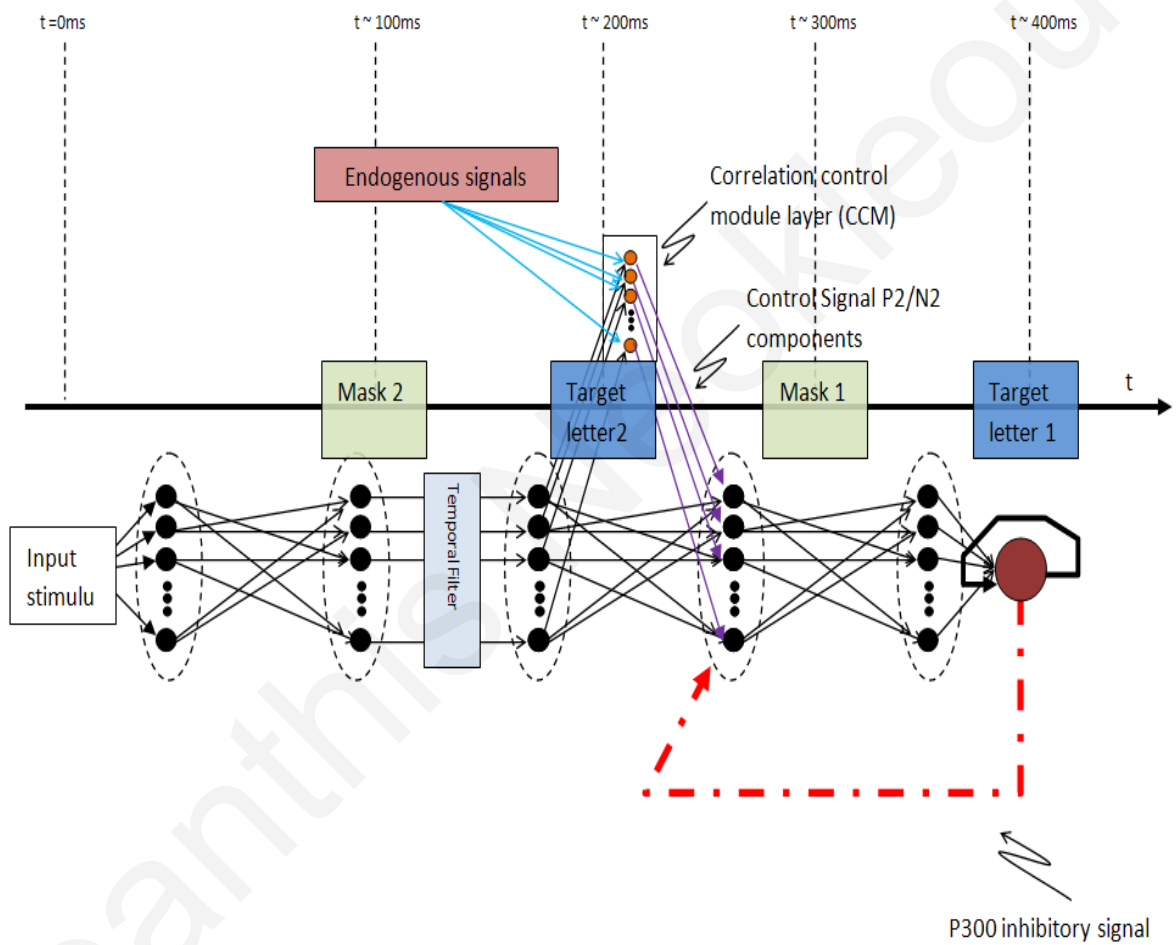 t =0ms
t ~ 100ms
t ~ 200ms
t ~ 300ms
t ~ 400ms
Endogenous signals
Correlation control
module layer (CCM)
Control Signal P2/N2
components
Mask 2
Target
letter2
Mask 1
Target
letter 1
t
Input
stimulu
Temporal Filter
P300 inhibitory signal